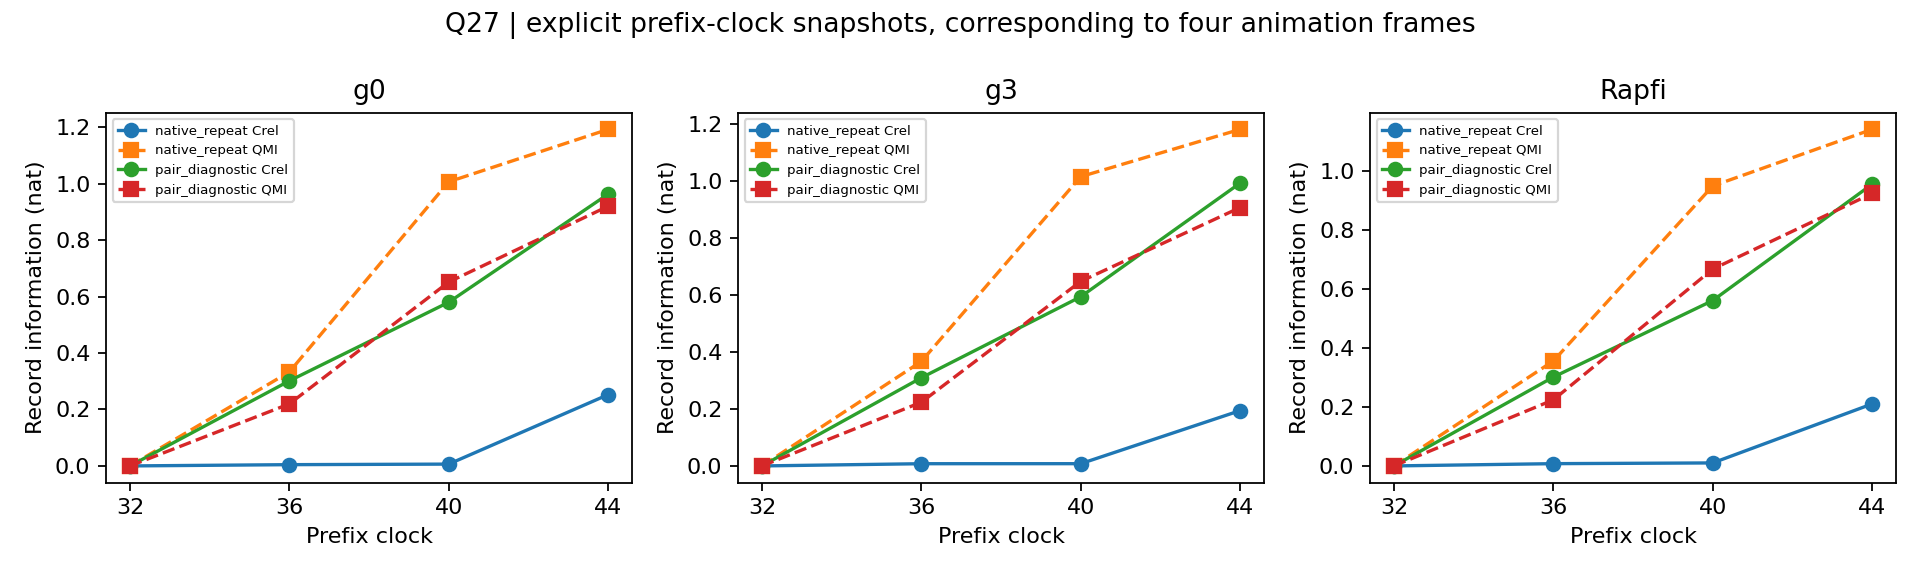 Q27 | explicit prefix-clock snapshots, corresponding to four animation frames
g0
native_repeat Crel
native_repeat QMI
pair_diagnostic Crel
pair_diagnostic QMI
Record information (nat)
1.2
1.0
0.8
0.6
0.4
0.2
0.0
32 36 40 44
Prefix clock
g3
native_repeat Crel
native_repeat QMI
pair_diagnostic Crel
pair_diagnostic QMI
Record information (nat)
1.2
1.0
0.8
0.6
0.4
0.2
0.0
32 36 40 44
Prefix clock
Rapfi
native_repeat Crel
native_repeat QMI
pair_diagnostic Crel
pair_diagnostic QMI
Record information (nat)
1.0
0.8
0.6
0.4
0.2
0.0
32 36 40 44
Prefix clock